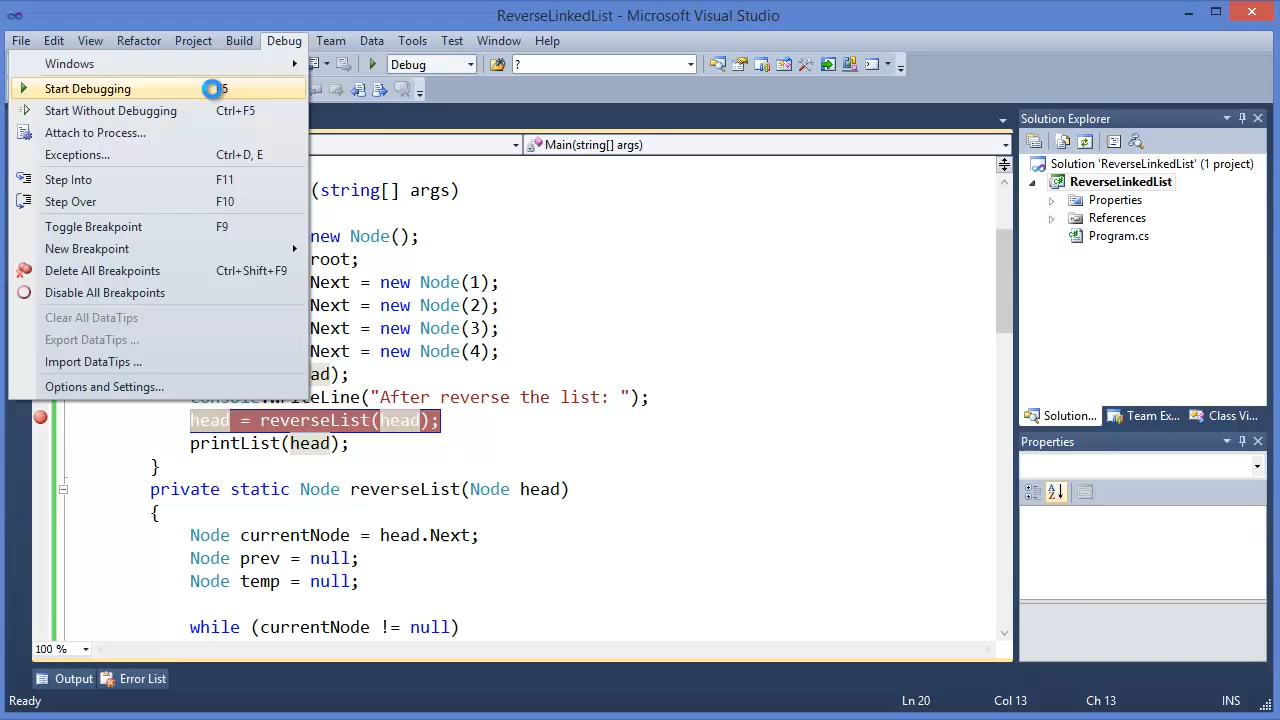 ReverseLinkedList - Microsoft Visual Studio
File Edit View Refactor Project Build Debug Team Data Tools Test Window Help
Debug ?
Windows
Start Debugging 5
Start Without Debugging Ctrl+F5
Attach to Process...
Exceptions... Ctrl+D, E
Step Into F11
Step Over F10
Toggle Breakpoint F9
New Breakpoint
Delete All Breakpoints Ctrl+Shift+F9
Disable All Breakpoints
Clear All DataTips
Export DataTips ...
Import DataTips ...
Options and Settings...
Main(string[] args)
(string[] args)
new Node();
root;
Next = new Node(1);
Next = new Node(2);
Next = new Node(3);
Next = new Node(4);
ad);
Console.WriteLine("After reverse the list: ");
head = reverseList(head);
printList(head);
}
private static Node reverseList(Node head)
{
Node currentNode = head.Next;
Node prev = null;
Node temp = null;
while (currentNode != null)
100 %
Solution Explorer
Solution 'ReverseLinkedList' (1 project)
ReverseLinkedList
Properties
References
Program.cs
Solution... Team Ex... Class Vi...
Properties
Output Error List
Ready Ln 20 Col 13 Ch 13 INS